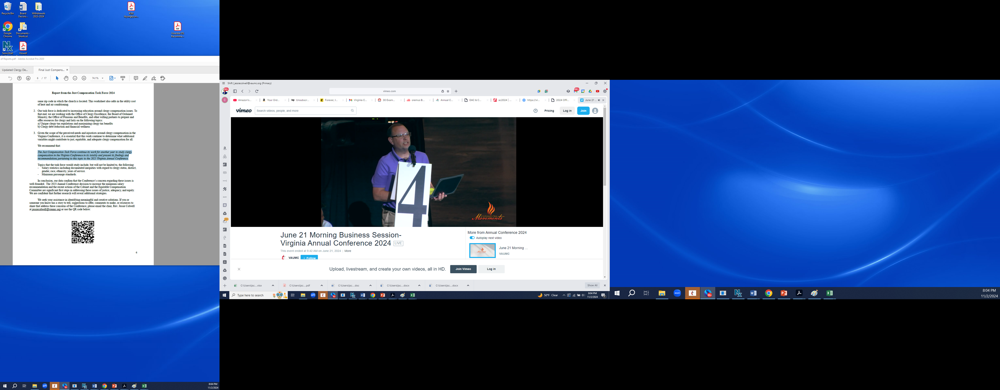 Recycle Bin
Board
Decisio...
Withdrawals
2023-2024
KIM
Hyungkyun...
Google
Chrome
Documents -
Shortcut
Hoerster DS
Recomme...
SonicWall
Howell
of Reports.pdf - Adobe Acrobat Pro 2020
Updated Clergy De...
Final Just Compens...
6 / 17
74.1%
Report from the Just Compensation Task Force 2024
same zip code in which the church is located. This worksheet also adds in the utility cost
of heat and air conditioning.
2. Our task force is dedicated to increasing education around clergy compensation issues. To
that end, we are working with the Office of Clergy Excellence, the Board of Ordained
Ministry, the Office of Pensions and Benefits, and other willing partners to prepare and
offer resources for clergy and laity on the following topics:
a) Unique clergy tax regulations and maximizing clergy tax benefits
b) Clergy debt reduction and financial wellness
3. Given the scope of the perceived needs and injustices around clergy compensation in the
Virginia Conference, it is essential that this work continue to determine what additional
variables might contribute to just, equitable, and adequate clergy compensation for all.
We recommend that:
The Just Compensation Task Force continue its work for another year to study clergy
compensation in the Virginia Conference in its totality and present its findings and
recommendations pertaining to this topic to the 2025 Virginia Annual Conference.
Topics that the task force would study include, but will not be limited to, the following:
- Salary statistics including documented inequities with regard to clergy status, district,
gender, race, ethnicity, years of service.
- Minimum parsonage standards.
In conclusion, our data confirm that the Conference's concern regarding these issues is
well-founded. The 2023 Annual Conference decision to increase the minimum salary
recommendation and the recent actions of the Cabinet and the Equitable Compensation
Committee are significant first steps in addressing these issues of justice, adequacy, and equity.
We are confident that further research will reveal additional strategies.
We seek your assistance in identifying meaningful and creative solutions. If you or
someone you know has a story to tell, suggestions to offer, comments to make, or resources to
share that address these concerns of the Conference, please email the chair, Rev. Jessie Colwell
at jessiecolwell@vaumc.org or use the QR code below:
6
8:04 PM
11/2/2024
Shift | jessiecolwell@vaumc.org (Primary)
vimeo.com
Amazon's...
Your Ord...
Unsubscr...
Forever, I...
Virginia C...
30 Exam...
oremus B...
Annual C...
DAC & C...
ac2024 | ...
https://vi...
2024 Offi...
June 21 ...
vimeo
Search videos, people, and more
Pricing
Log in
Join
4
Movements
June 21 Morning Business Session-
Virginia Annual Conference 2024 LIVE
This event ended at 9:42 AM on June 21, 2024 | More
VAUMC
+ Follow
More from Annual Conference 2024
Autoplay next video
June 21 Morning ...
VAUMC
Upload, livestream, and create your own videos, all in HD.
Join Vimeo
Log in
C:\Users\jsc....xlsx
C:\Users\jsc....pdf
C:\Users\jsc....doc
C:\Users\jsc....docx
C:\Users\jsc....docx
Show All
Type here to search
50°F Clear
8:04 PM
11/2/2024
8:04 PM
11/2/2024